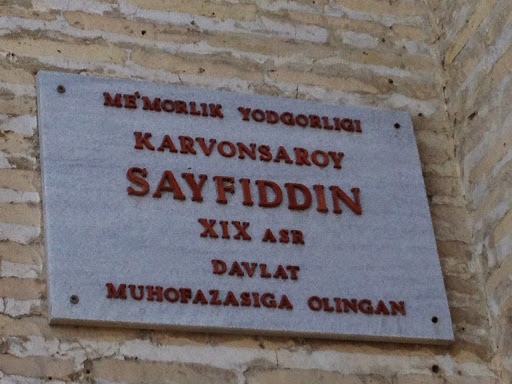 ME'MORLIK YODGORLIGI
KARVONSAROY
SAYFIDDIN
XIX ASR
DAVLAT
MUHOFAZASIGA OLINGAN